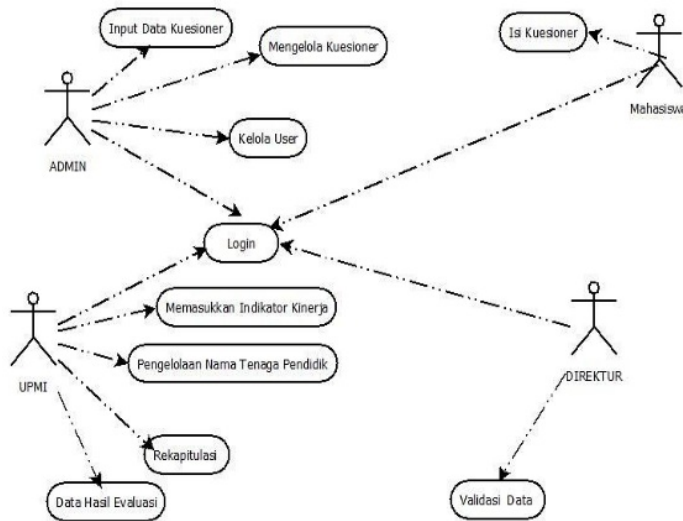 Input Data Kuesioner
Mengelola Kuesioner
Isi Kuesioner
Mahasiswa
Kelola User
ADMIN
Login
Memasukkan Indikator Kinerja
Pengelolaan Nama Tenaga Pendidik
UPMI
DIREKTUR
Rekapitulasi
Data Hasil Evaluasi
Validasi Data